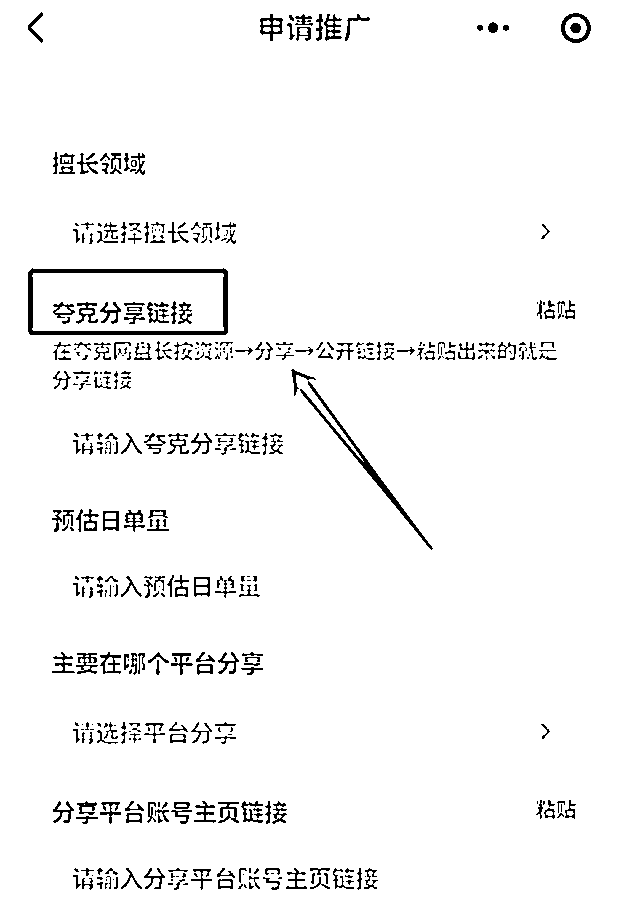 申请推广
擅长领域
请选择擅长领域
夸克分享链接
粘贴
在夸克网盘长按资源→分享→公开链接→粘贴出来的就是
分享链接
请输入夸克分享链接
预估日单量
请输入预估日单量
主要在哪个平台分享
请选择平台分享
分享平台账号主页链接
粘贴
请输入分享平台账号主页链接